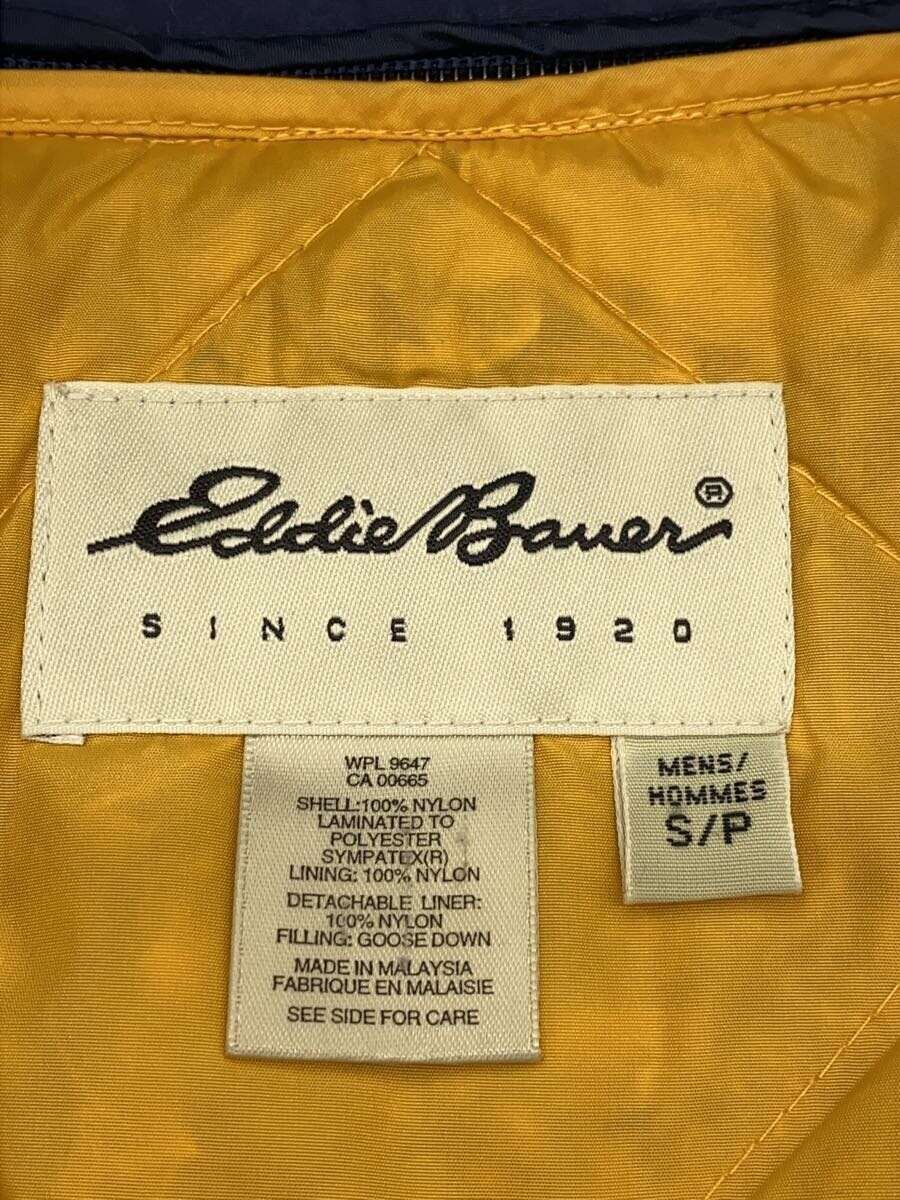 Eddie Bauer ®
SINCE 1920
WPL 9647
CA 00665
SHELL:100% NYLON
LAMINATED TO
POLYESTER
SYMPATEX(R)
LINING: 100% NYLON
DETACHABLE LINER:
100% NYLON
FILLING: GOOSE DOWN
MADE IN MALAYSIA
FABRIQUE EN MALAISIE
SEE SIDE FOR CARE
MENS/
HOMMES
S/P